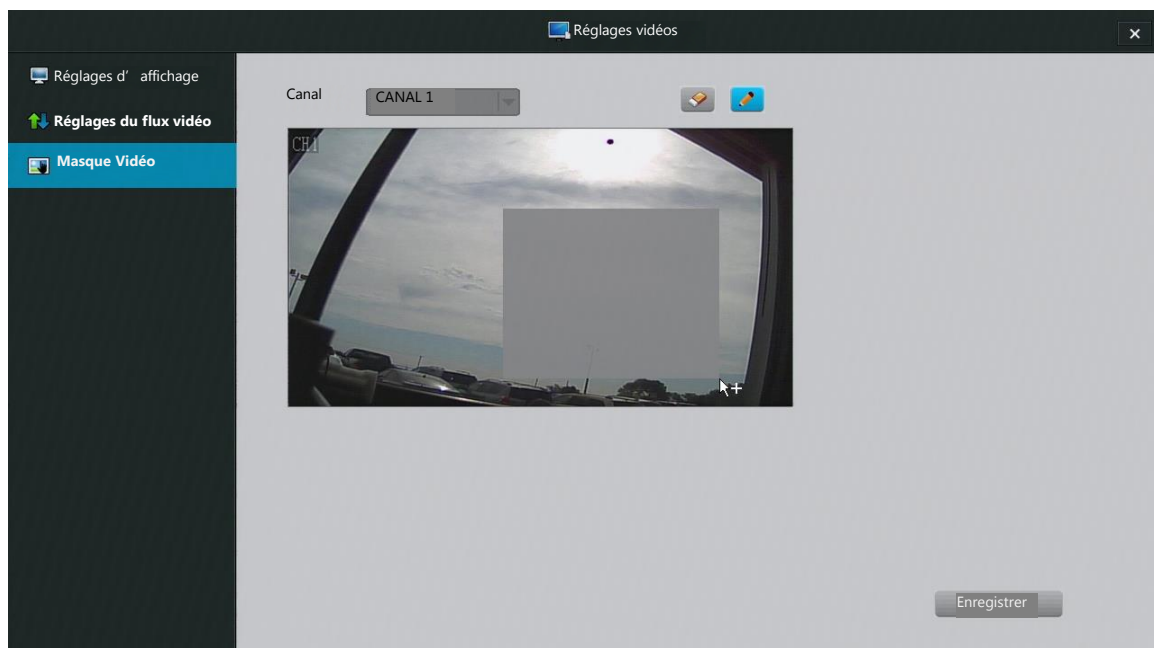 Réglages vidéos
Réglages d’ affichage
Réglages du flux vidéo
Masque Vidéo
Canal
CANAL 1
CH1
Enregistrer